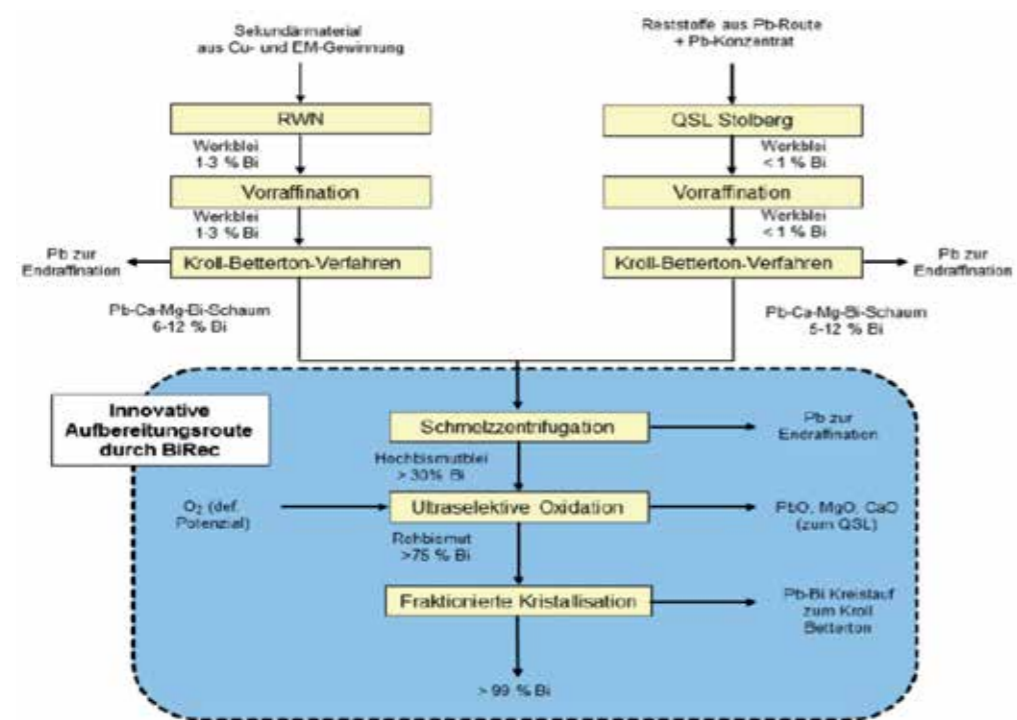 Sekundärmaterial
aus Cu- und EM-Gewinnung
Reststoffe aus Pb-Route
+ Pb-Konzentrat
RWN
QSL Stolberg
Werkblei
1-3 % Bi
Werkblei
< 1 % Bi
Vorraffination
Vorraffination
Werkblei
1-3 % Bi
Werkblei
< 1 % Bi
Pb zur
Endraffination
Kroll-Betterton-Verfahren
Kroll-Betterton-Verfahren
Pb zur
Endraffination
Pb-Ca-Mg-Bi-Schaum
6-12 % Bi
Pb-Ca-Mg-Bi-Schaum
5-12 % Bi
Innovative
Aufbereitungsroute
durch BiRec
Schmelzzentrifugation
Pb zur
Endraffination
Hochbismutblei
> 30% Bi
O₂ (def.
Potenzial)
Ultraselektive Oxidation
PbO, MgO, CaO
(zum QSL)
Rohbismut
>75 % Bi
Fraktionierte Kristallisation
Pb-Bi Kreislauf
zum Kroll
Betterton
> 99 % Bi